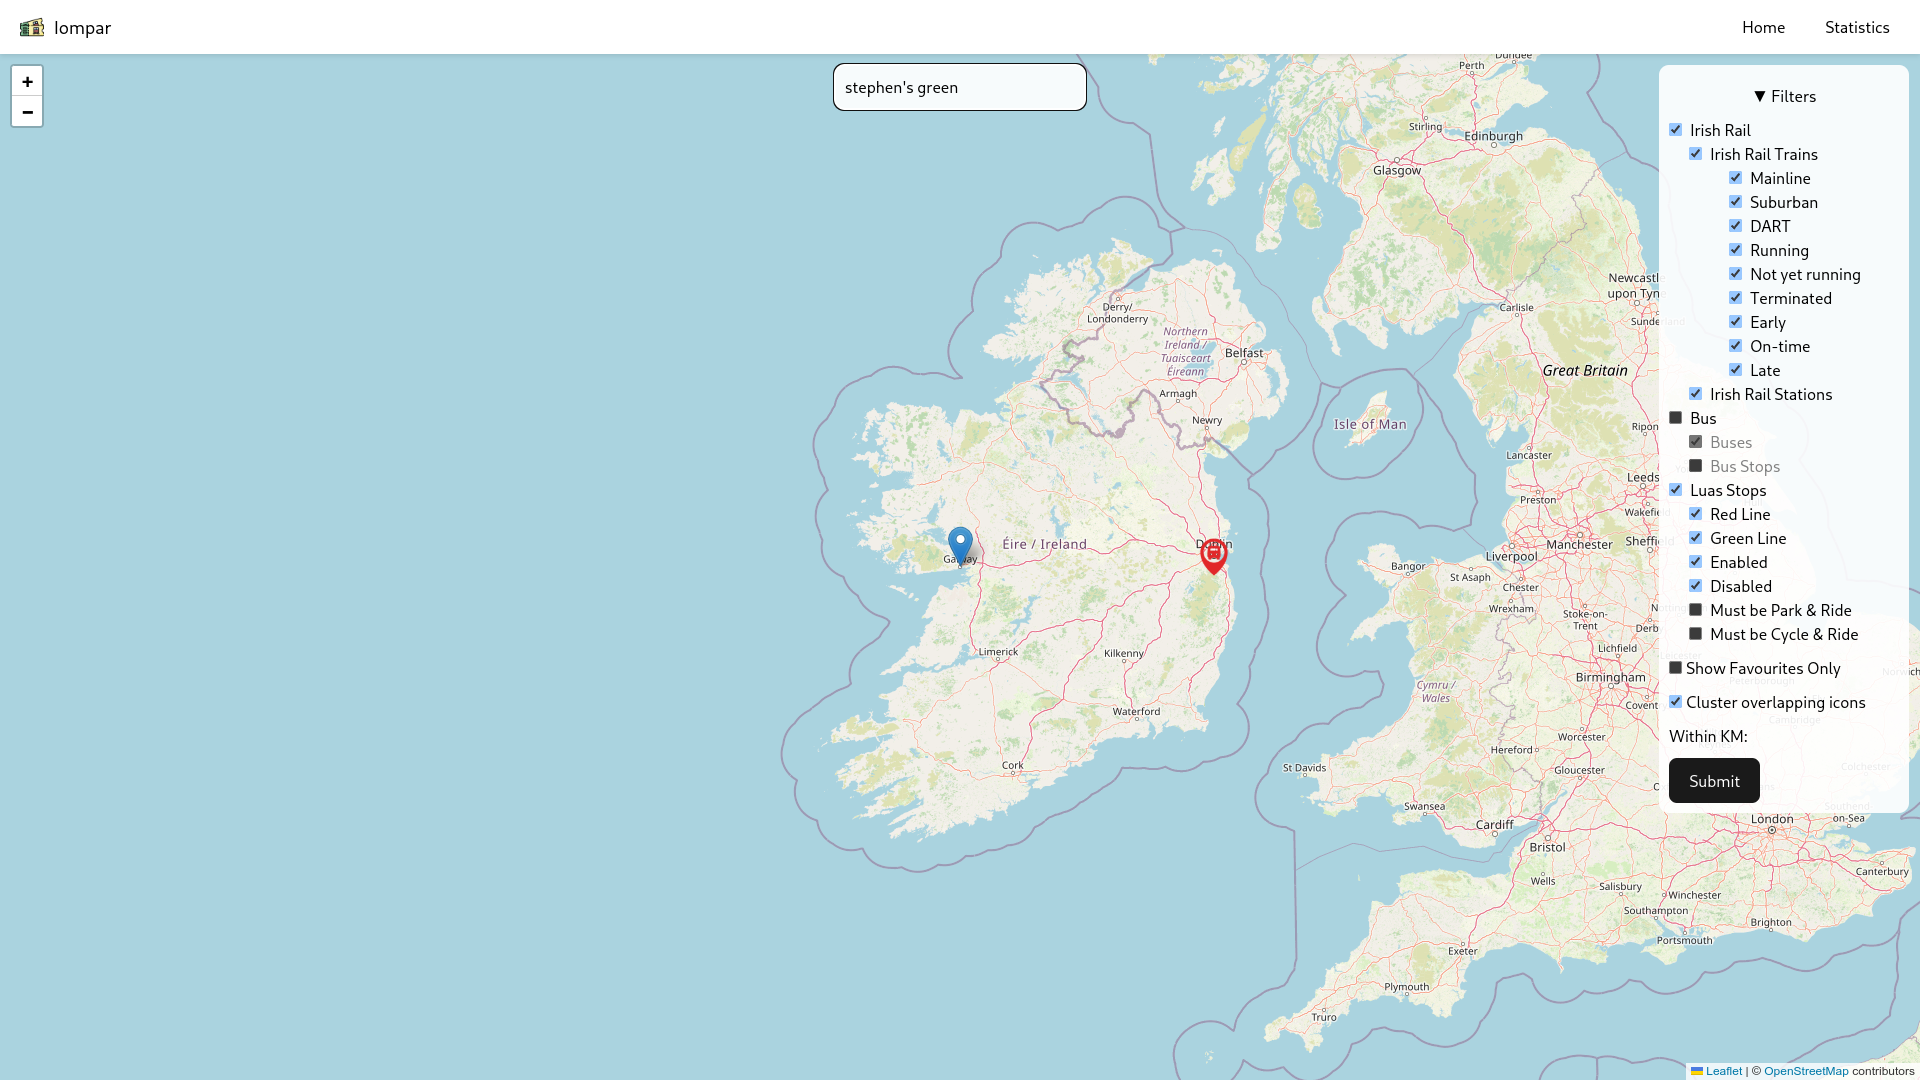 lompar
Home
Statistics
+
−
stephen's green
▼ Filters
Irish Rail
Irish Rail Trains
Mainline
Suburban
DART
Running
Not yet running
Terminated
Early
On-time
Late
Irish Rail Stations
Bus
Buses
Bus Stops
Luas Stops
Red Line
Green Line
Enabled
Disabled
Must be Park & Ride
Must be Cycle & Ride
Show Favourites Only
Cluster overlapping icons
Within KM:
Submit
Dundee
Perth
Stirling
Edinburgh
Glasgow
Newcastle
upon Tyne
Carlisle
Sunderland
Derry/
Londonderry
Northern
Ireland /
Tuaisceart
Éireann
Belfast
Great Britain
Armagh
Newry
Isle of Man
Ripon
Lancaster
Leeds
Preston
Wakefield
Galway
Éire / Ireland
Dublin
Manchester
Sheffield
Liverpool
Bangor
St Asaph
Chester
Wrexham
Stoke-on-
Trent
Lichfield
Limerick
Kilkenny
Birmingham
Peterborough
Norwich
Cymru /
Wales
Waterford
Cambridge
Worcester
Hereford
Cork
St Davids
Gloucester
Colchester
Swansea
Southend
-on-Sea
Cardiff
London
Bristol
Wells
Canterbury
Salisbury
Winchester
Southampton
Brighton
Portsmouth
Exeter
Plymouth
Truro
Leaflet | © OpenStreetMap contributors